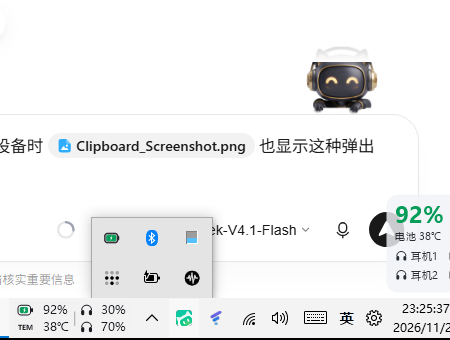 设备时 Clipboard_Screenshot.png 也显示这种弹出
ek-V4.1-Flash
92%
电池 38℃
耳机1
耳机2
核实重要信息
92% 30%
TEM 38℃ 70%
英
23:25:37
2026/11/2